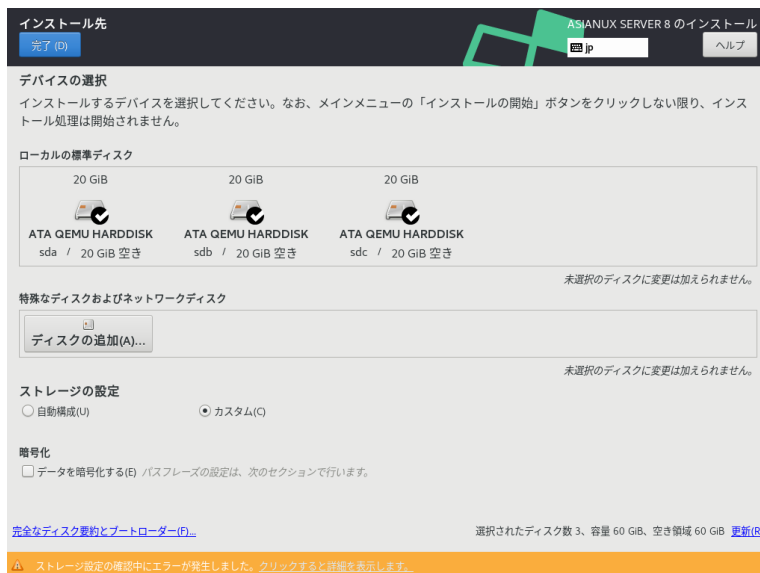 インストール先
ASIANUX SERVER 8 のインストール
完了 (D)
jp
ヘルプ
デバイスの選択
インストールするデバイスを選択してください。なお、メインメニューの「インストールの開始」ボタンをクリックしない限り、インス
トール処理は開始されません。
ローカルの標準ディスク
20 GiB 20 GiB 20 GiB
ATA QEMU HARDDISK ATA QEMU HARDDISK ATA QEMU HARDDISK
sda / 20 GiB 空き sdb / 20 GiB 空き sdc / 20 GiB 空き
未選択のディスクに変更は加えられません。
特殊なディスクおよびネットワークディスク
ディスクの追加(A)...
未選択のディスクに変更は加えられません。
ストレージの設定
自動構成(U) カスタム(C)
暗号化
データを暗号化する(E) パスフレーズの設定は、次のセクションで行います。
完全なディスク要約とブートローダー(F)... 選択されたディスク数 3、容量 60 GiB、空き領域 60 GiB 更新(R
ストレージ設定の確認中にエラーが発生しました。クリックすると詳細を表示します。